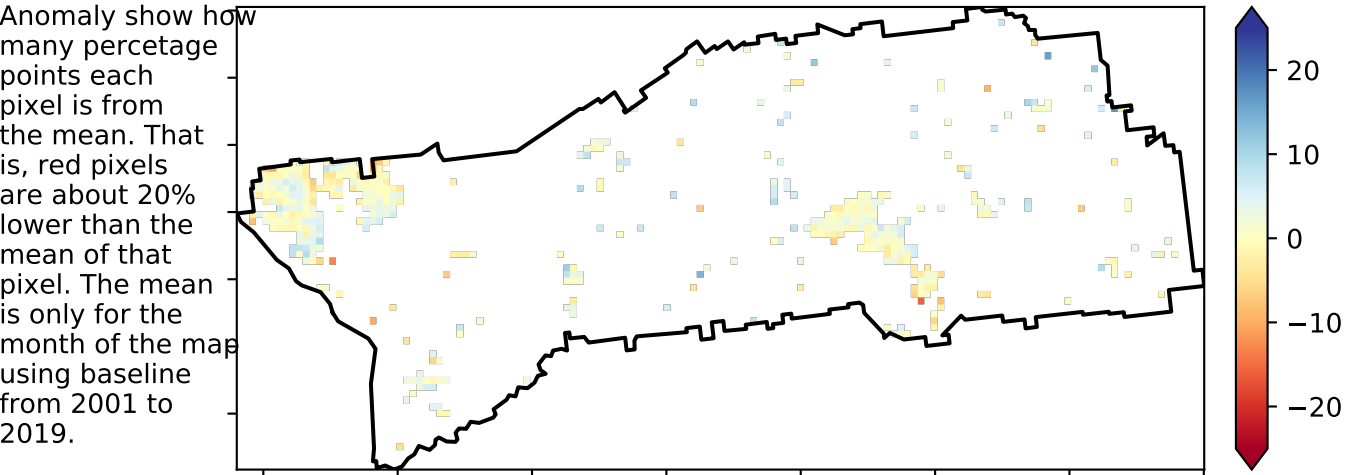 Anomaly show how
many percetage
points each
pixel is from
the mean. That
is, red pixels
are about 20%
lower than the
mean of that
pixel. The mean
is only for the
month of the map
using baseline
from 2001 to
2019.
20
10
0
−10
−20